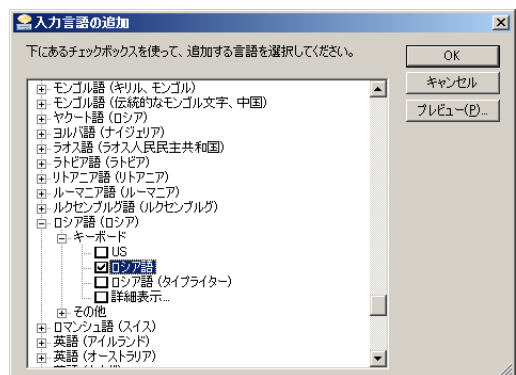 入力言語の追加
下にあるチェックボックスを使って、追加する言語を選択してください。
OK
キャンセル
プレビュー(P)...
モンゴル語 (キリル、モンゴル)
モンゴル語 (伝統的なモンゴル文字、中国)
ヤクート語 (ロシア)
ヨルバ語 (ナイジェリア)
ラオス語 (ラオス人民民主共和国)
ラトビア語 (ラトビア)
リトアニア語 (リトアニア)
ルーマニア語 (ルーマニア)
ルクセンブルグ語 (ルクセンブルグ)
ロシア語 (ロシア)
キーボード
US
ロシア語
ロシア語 (タイプライター)
詳細表示...
その他
ロマンシュ語 (スイス)
英語 (アイルランド)
英語 (オーストラリア)